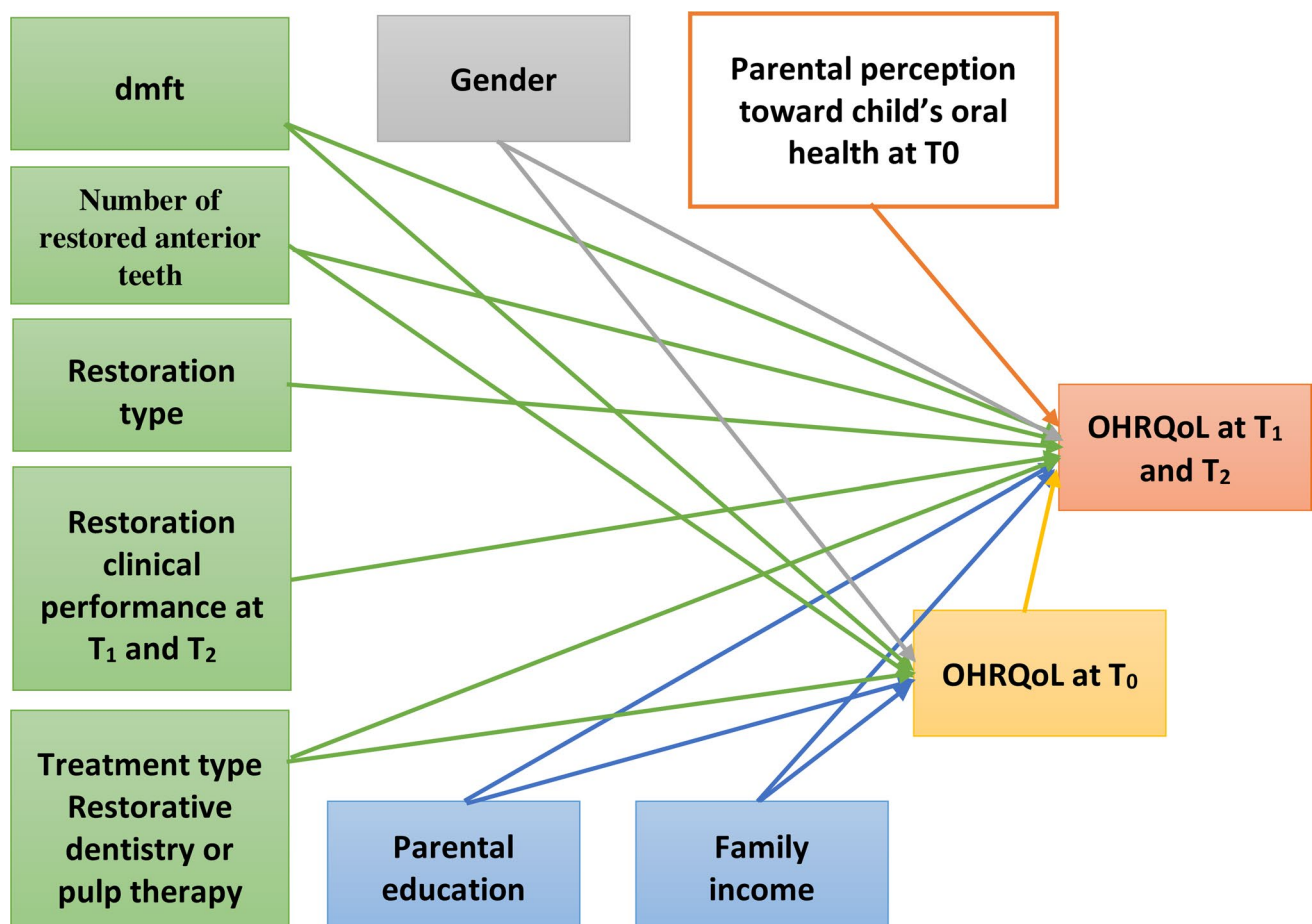 dmft
Gender
Parental perception
toward child’s oral
health at T0
Number of
restored anterior
teeth
Restoration
type
OHRQoL at T₁
and T₂
Restoration
clinical
performance at
T₁ and T₂
OHRQoL at T₀
Treatment type
Restorative
dentistry or
pulp therapy
Parental
education
Family
income